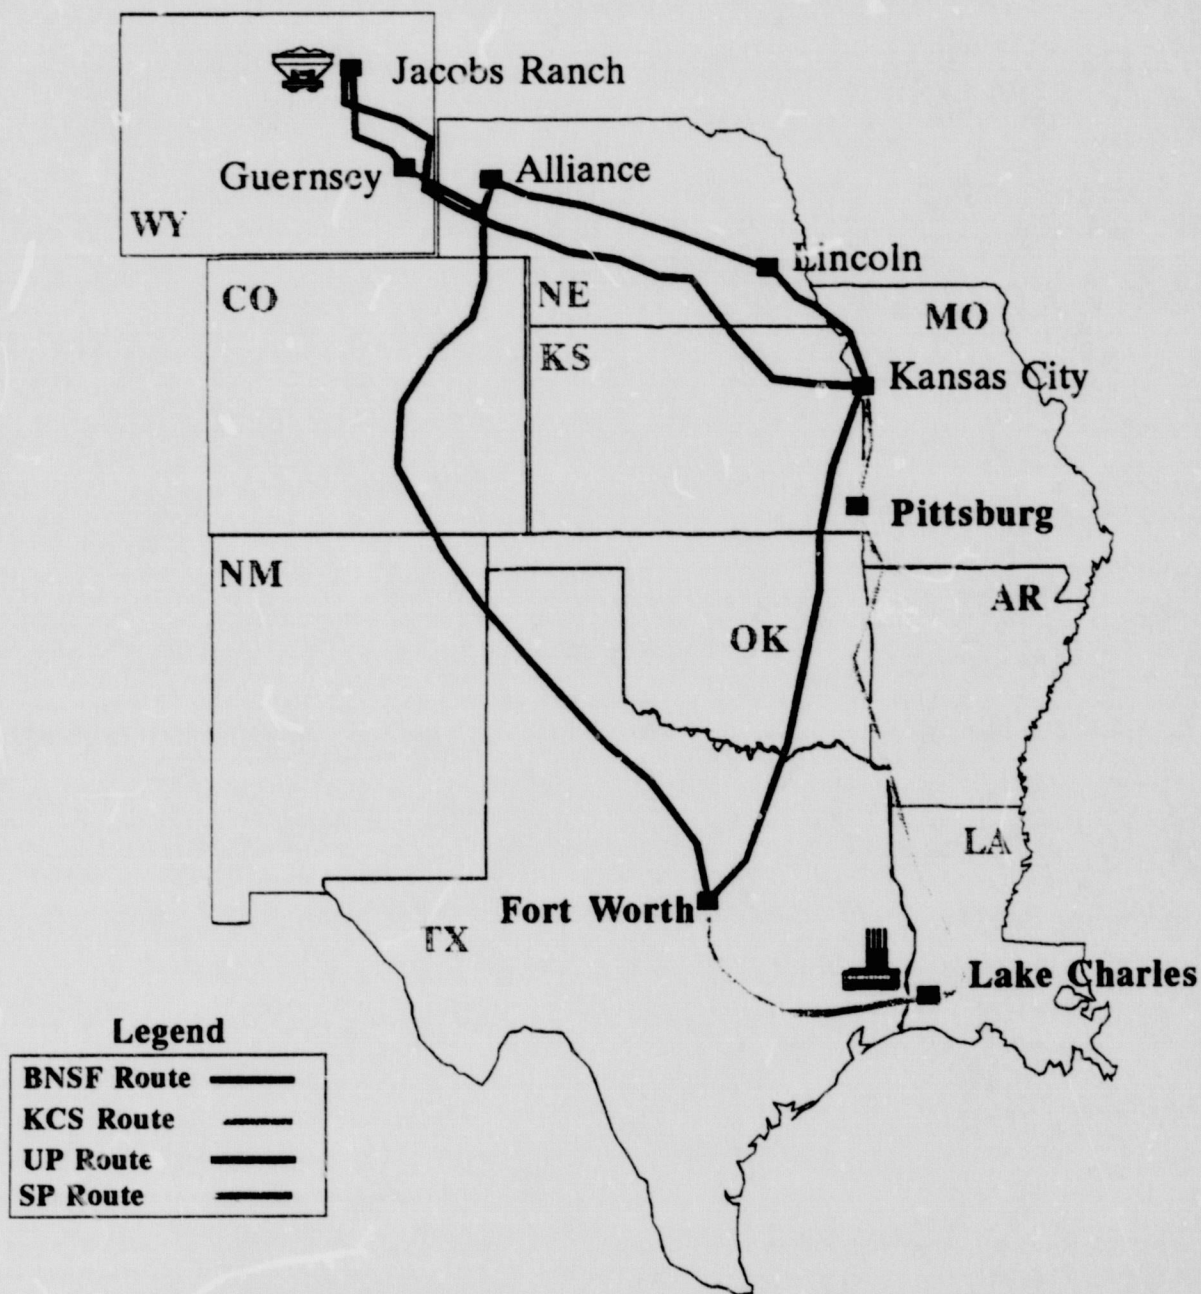 Jacobs Ranch
Guernsey
Alliance
WY
Lincoln
CO
NE
MO
KS
Kansas City
Pittsburg
NM
AR
OK
LA
Fort Worth
TX
Lake Charles
Legend
BNSF Route
KCS Route
UP Route
SP Route